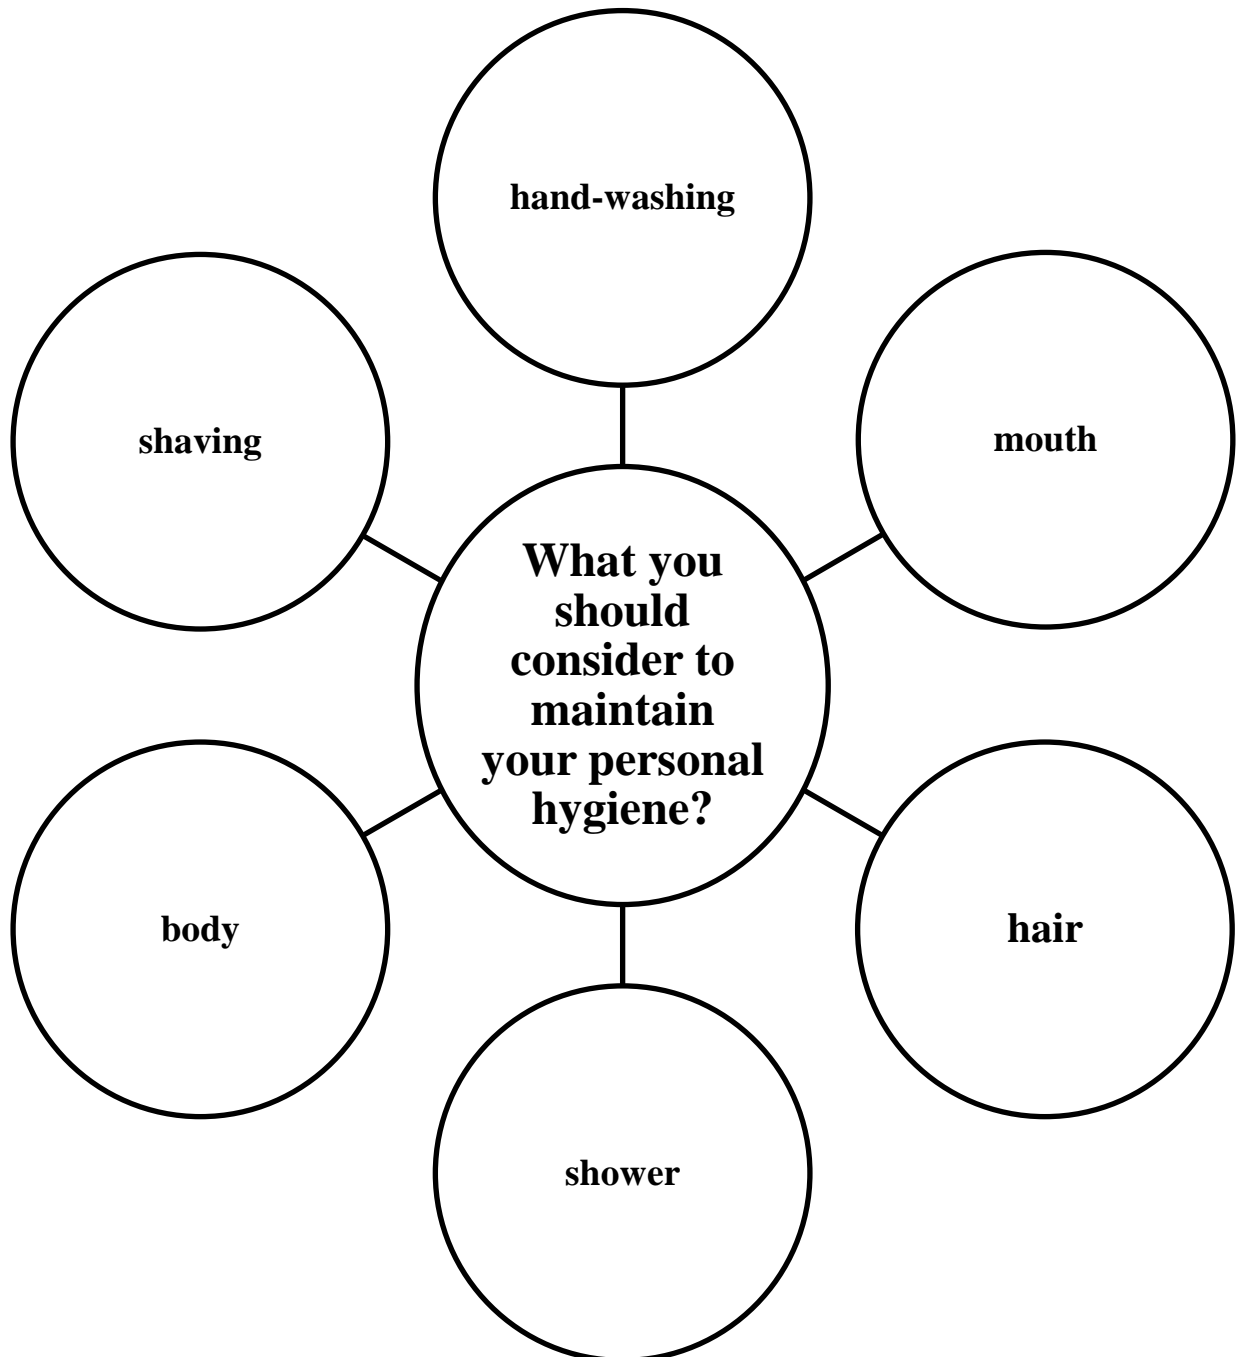 hand-washing
shaving
mouth
What you
should
consider to
maintain
your personal
hygiene?
body
hair
shower